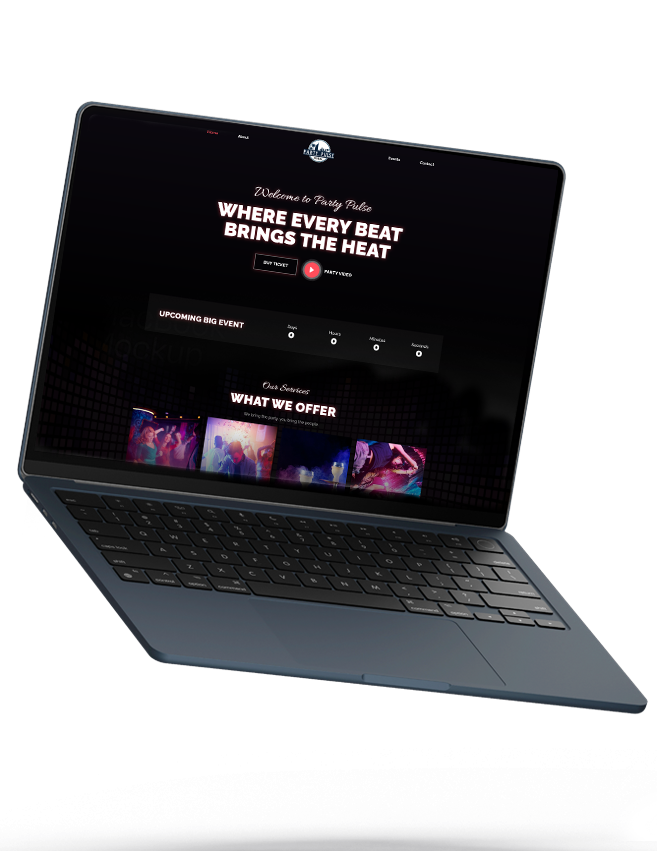 Home
About
PARTY PULSE
Events
Contact
Welcome to Party Pulse
WHERE EVERY BEAT
BRINGS THE HEAT
BUY TICKET
PARTY VIDEO
UPCOMING BIG EVENT
Days
Hours
Minutes
Seconds
0
0
0
0
Our Services
WHAT WE OFFER
We bring the party, you bring the people
Q W E R T Y U I O P
A S D F G H J K L
Z X C V B N M